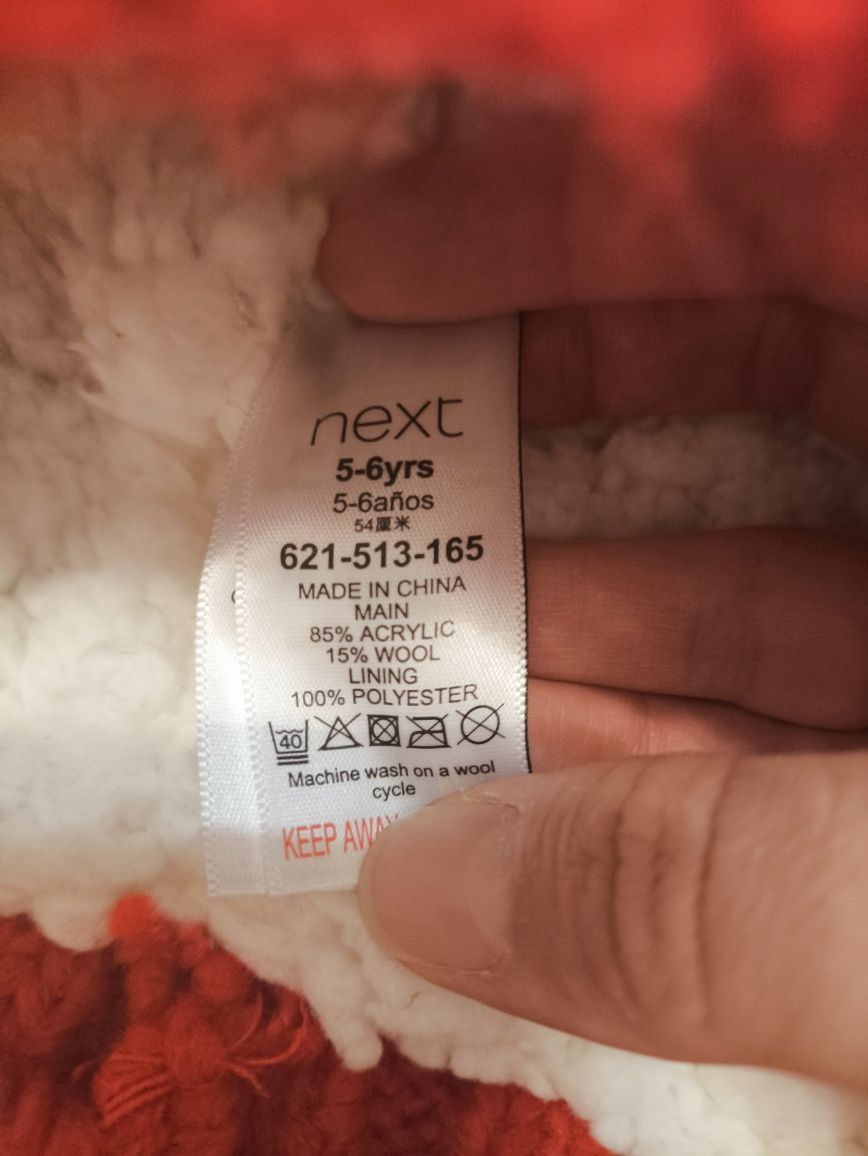 next
5-6yrs
5-6años
54厘米
621-513-165
MADE IN CHINA
MAIN
85% ACRYLIC
15% WOOL
LINING
100% POLYESTER
40
Machine wash on a wool
cycle
KEEP AWAY